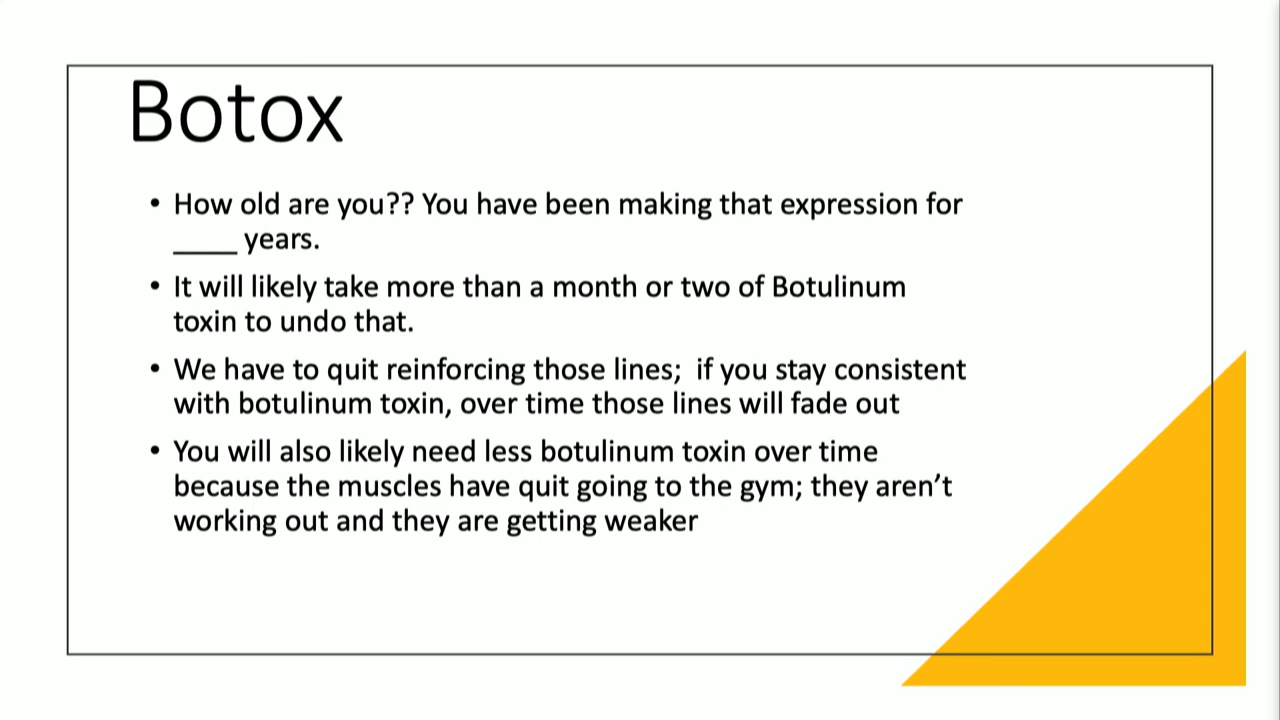 Botox
• How old are you?? You have been making that expression for
____ years.
• It will likely take more than a month or two of Botulinum
toxin to undo that.
• We have to quit reinforcing those lines;  if you stay consistent
with botulinum toxin, over time those lines will fade out
• You will also likely need less botulinum toxin over time
because the muscles have quit going to the gym; they aren’t
working out and they are getting weaker